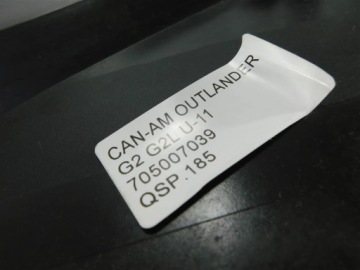 CAN-AM OUTLANDER
G2 G2L U-11
705007039
QSP .185